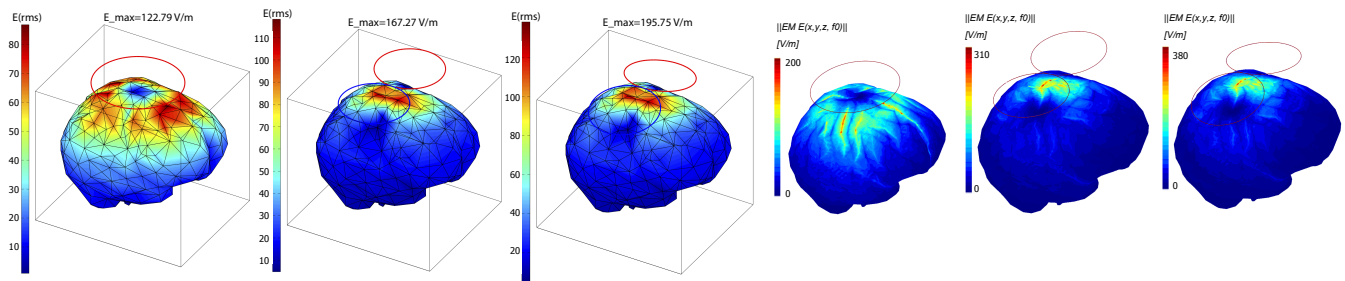 E(rms)
E_max=122.79 V/m
80
70
60
50
40
30
20
10
E(rms)
E_max=167.27 V/m
110
100
90
80
70
60
50
40
30
20
10
E(rms)
E_max=195.75 V/m
120
100
80
60
40
20
||EM E(x,y,z, f0)||
[V/m]
200
0
||EM E(x,y,z, f0)||
[V/m]
310
0
||EM E(x,y,z, f0)||
[V/m]
380
0